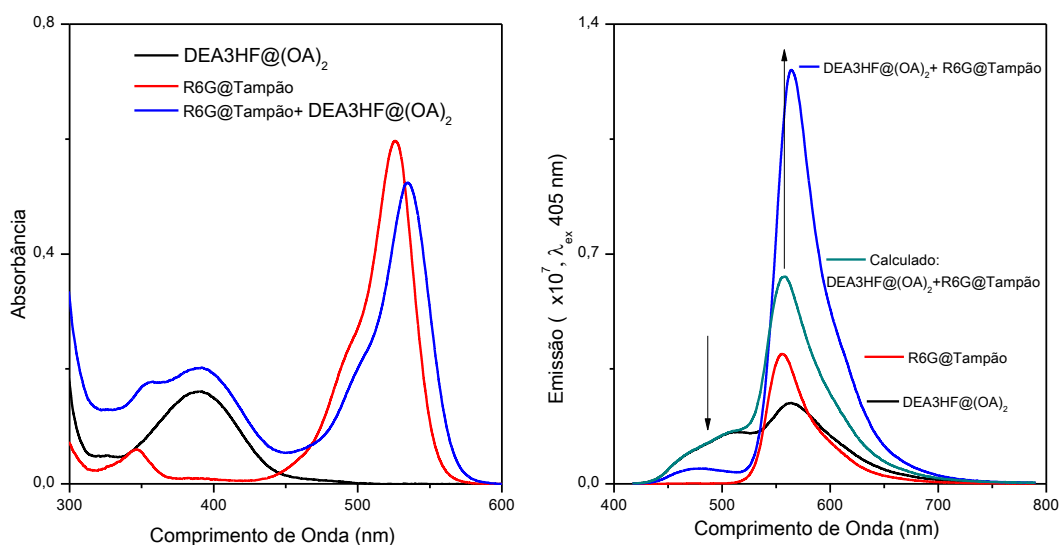 0,8
0,4
0,0
300
400
500
600
Absorbância
Comprimento de Onda (nm)
DEA3HF@(OA)₂
R6G@Tampão
R6G@Tampão+ DEA3HF@(OA)₂
1,4
0,7
0,0
400
500
600
700
800
Emissão ( x10⁷, λex 405 nm)
Comprimento de Onda (nm)
DEA3HF@(OA)₂+ R6G@Tampão
Calculado:
DEA3HF@(OA)₂+R6G@Tampão
R6G@Tampão
DEA3HF@(OA)₂